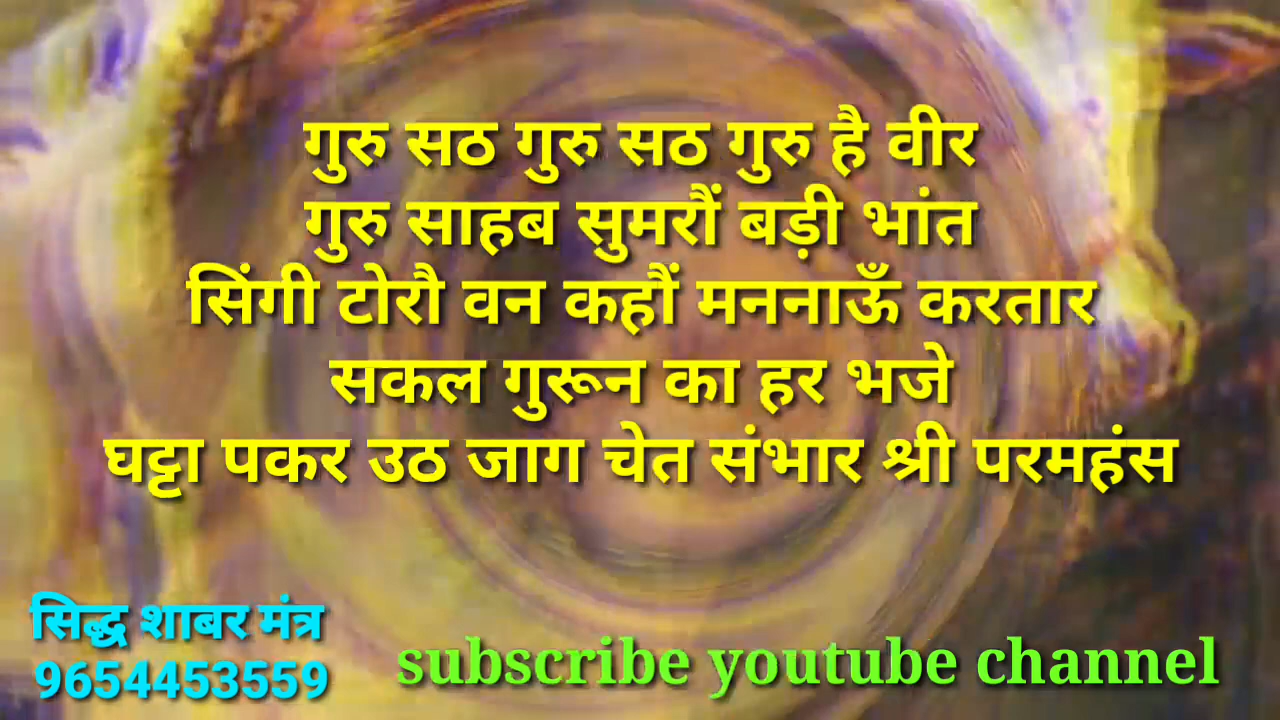 गुरु सठ गुरु सठ गुरु है वीर
गुरु साहब सुमरौं बड़ी भांत
सिंगी टोरौ वन कहौं मननाऊँ करतार
सकल गुरून का हर भजे
घट्टा पकर उठ जाग चेत संभार श्री परमहंस
सिद्ध शाबर मंत्र
9654453559
subscribe youtube channel